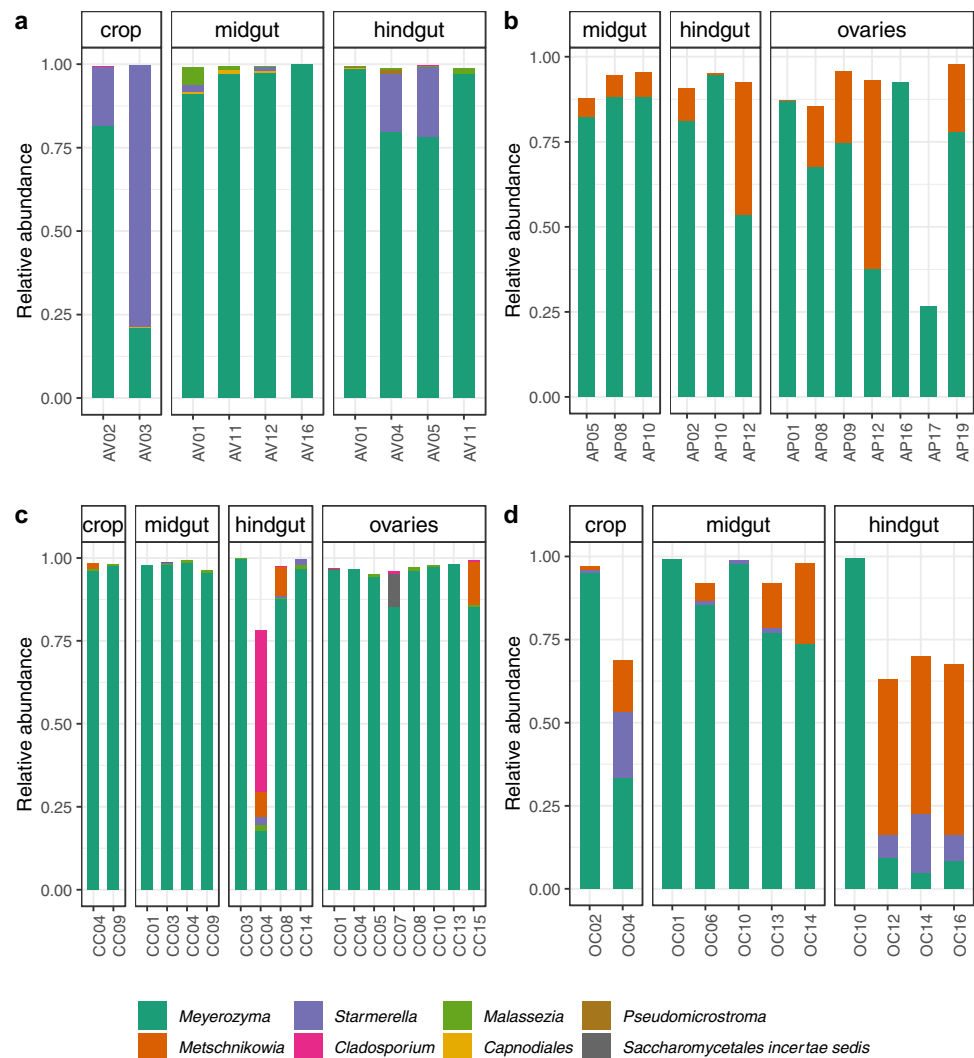 a
crop midgut hindgut
Relative abundance
1.00
0.75
0.50
0.25
0.00
AV02 AV03 AV01 AV11 AV12 AV16 AV01 AV04 AV05 AV11
b
midgut hindgut ovaries
Relative abundance
1.00
0.75
0.50
0.25
0.00
AP05 AP08 AP10 AP02 AP10 AP12 AP01 AP08 AP09 AP12 AP16 AP17 AP19
c
crop midgut hindgut ovaries
Relative abundance
1.00
0.75
0.50
0.25
0.00
CC04 CC09 CC01 CC03 CC04 CC09 CC03 CC04 CC08 CC14 CC01 CC04 CC05 CC07 CC08 CC10 CC13 CC15
d
crop midgut hindgut
Relative abundance
1.00
0.75
0.50
0.25
0.00
OC02 OC04 OC01 OC06 OC10 OC13 OC14 OC10 OC12 OC14 OC16
Meyerozyma Starmerella Malassezia Pseudomicrostroma
Metschnikowia Cladosporium Capnodiales Saccharomycetales incertae sedis